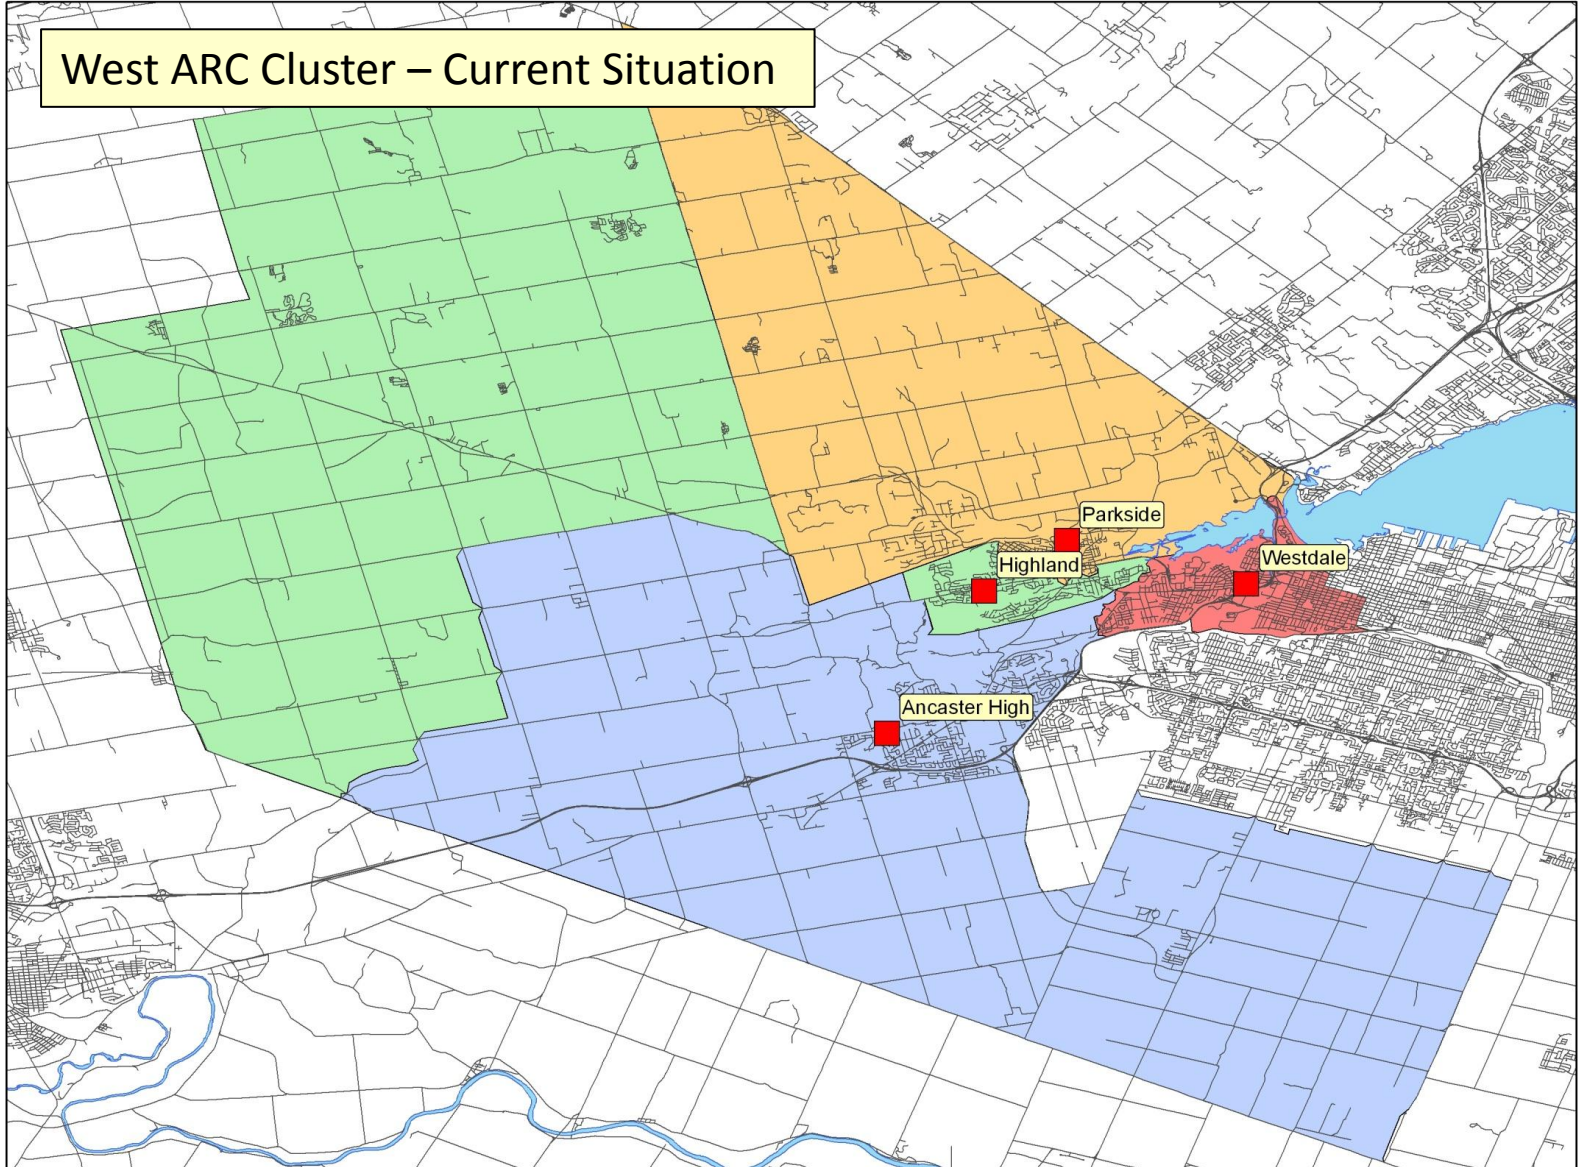 West ARC Cluster – Current Situation
Parkside
Highland
Westdale
Ancaster High